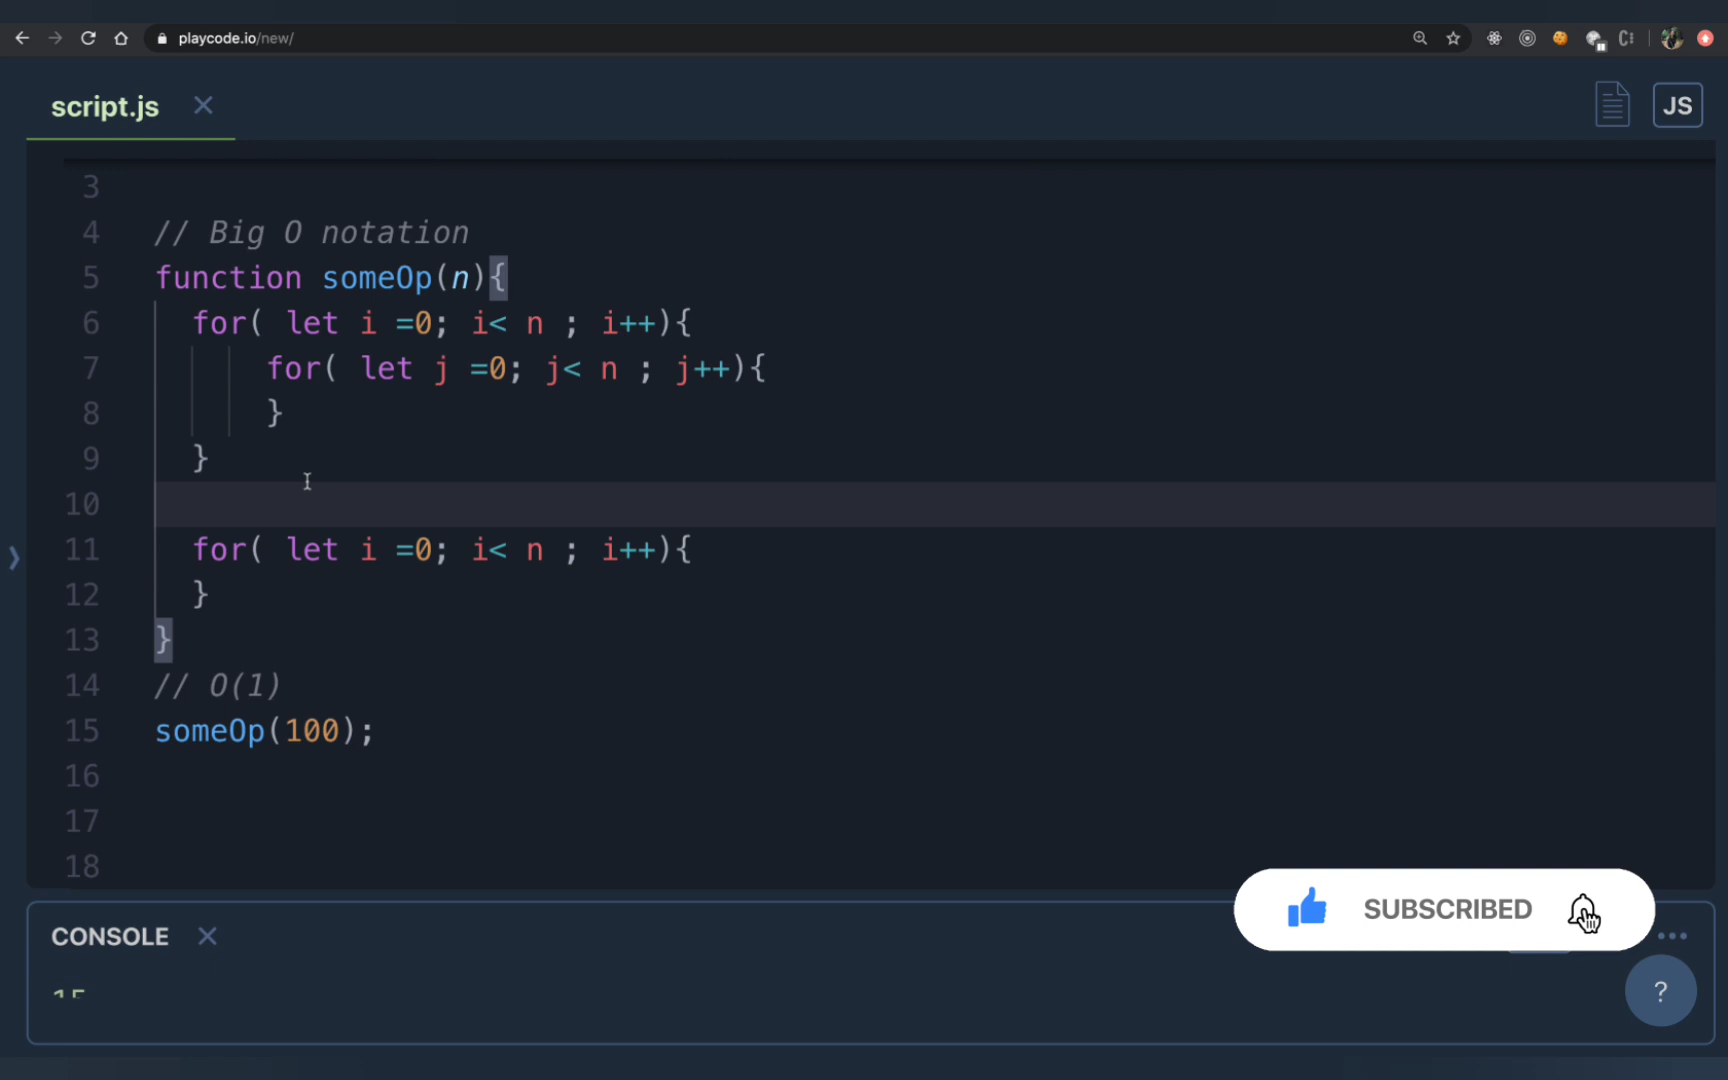 playcode.io/new/
script.js
JS
3
4 // Big O notation
5 function someOp(n){
6 for( let i =0; i< n ; i++){
7 for( let j =0; j< n ; j++){
8 }
9 }
10
11 for( let i =0; i< n ; i++){
12 }
13 }
14 // O(1)
15 someOp(100);
16
17
18
SUBSCRIBED
CONSOLE
?